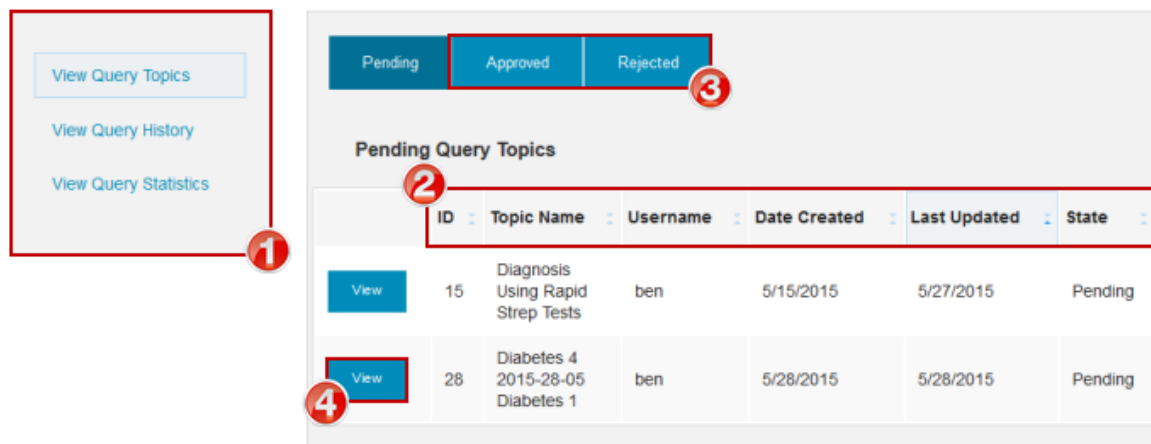 View Query Topics
View Query History
View Query Statistics
1
Pending Approved Rejected
3
Pending Query Topics
2
ID Topic Name Username Date Created Last Updated State
View 15 Diagnosis Using Rapid Strep Tests ben 5/15/2015 5/27/2015 Pending
View 28 Diabetes 4 2015-28-05 Diabetes 1 ben 5/28/2015 5/28/2015 Pending
4